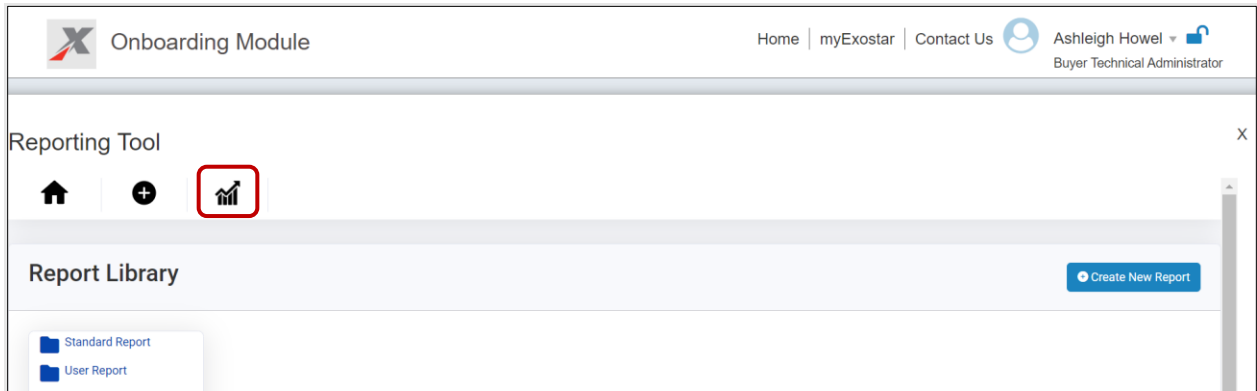 Onboarding Module
Home | myExostar | Contact Us
Ashleigh Howel
Buyer Technical Administrator
Reporting Tool
X
Report Library
Create New Report
Standard Report
User Report